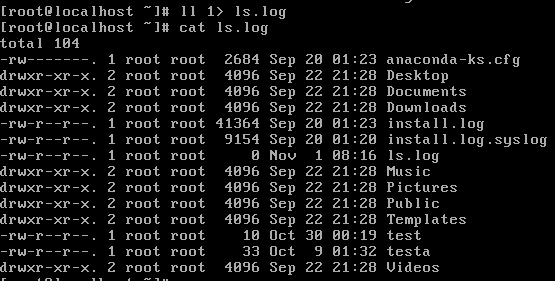 [root@localhost ~]# ll 1> ls.log
[root@localhost ~]# cat ls.log
total 104
-rw-------. 1 root root  2684 Sep 20 01:23 anaconda-ks.cfg
drwxr-xr-x. 2 root root  4096 Sep 22 21:28 Desktop
drwxr-xr-x. 2 root root  4096 Sep 22 21:28 Documents
drwxr-xr-x. 2 root root  4096 Sep 22 21:28 Downloads
-rw-r--r--. 1 root root 41364 Sep 20 01:23 install.log
-rw-r--r--. 1 root root  9154 Sep 20 01:20 install.log.syslog
-rw-r--r--. 1 root root     0 Nov  1 08:16 ls.log
drwxr-xr-x. 2 root root  4096 Sep 22 21:28 Music
drwxr-xr-x. 2 root root  4096 Sep 22 21:28 Pictures
drwxr-xr-x. 2 root root  4096 Sep 22 21:28 Public
drwxr-xr-x. 2 root root  4096 Sep 22 21:28 Templates
-rw-r--r--. 1 root root    10 Oct 30 00:19 test
-rw-r--r--. 1 root root    33 Oct  9 01:32 testa
drwxr-xr-x. 2 root root  4096 Sep 22 21:28 Videos
[root@localhost ~]#